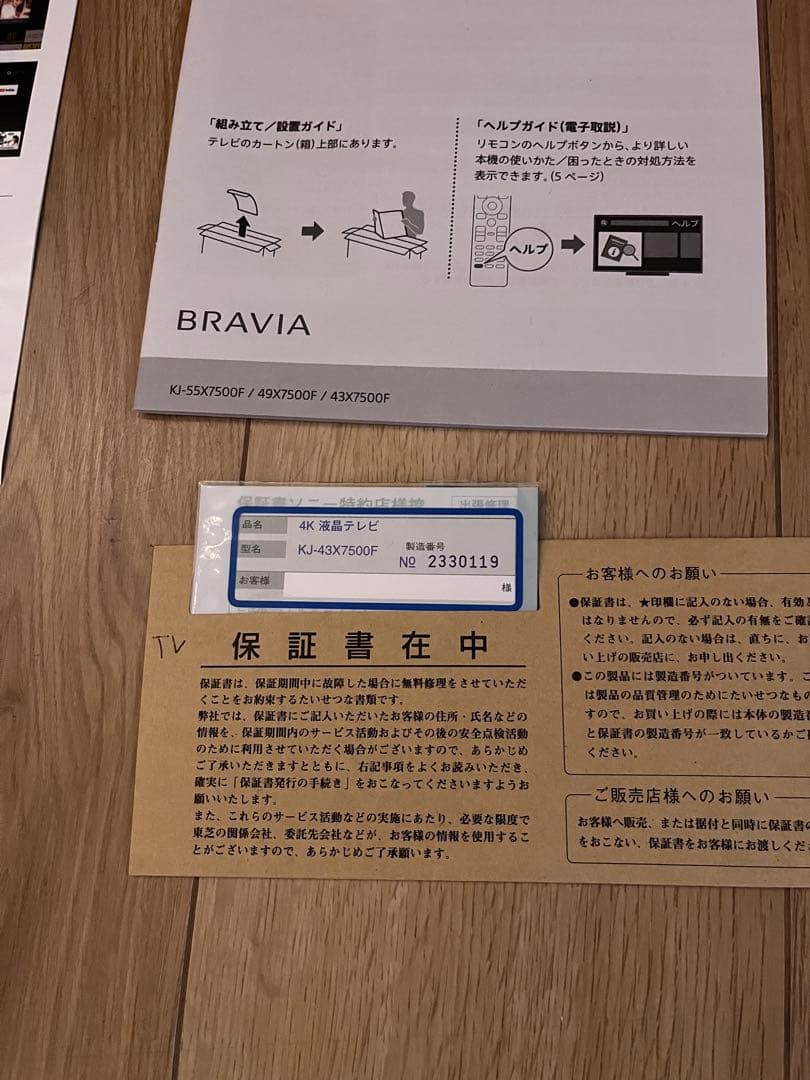 「組み立て／設置ガイド」
テレビのカートン(箱)上部にあります。
「ヘルプガイド(電子取説)」
リモコンのヘルプボタンから、より詳しい
本機の使いかた／困ったときの対処方法を
表示できます。(5 ページ)
ヘルプ
ヘルプ
BRAVIA
KJ-55X7500F / 49X7500F / 43X7500F
保証書ソニー特約店様控
出張修理
品名 4K 液晶テレビ
型名 KJ-43X7500F 製造番号 № 2330119
お客様 様
TV
保証書在中
保証書は、保証期間中に故障した場合に無料修理をさせていただ
くことをお約束するたいせつな書類です。
弊社では、保証書にご記入いただいたお客様の住所・氏名などの
情報を、保証期間内のサービス活動およびその後の安全点検活動
のために利用させていただく場合がございますので、あらかじめ
ご了承いただきますとともに、右記事項をよくお読みいただき、
確実に「保証書発行の手続き」をおこなってくださいますようお
願いいたします。
また、これらのサービス活動などの実施にあたり、必要な限度で
東芝の関係会社、委託先会社などが、お客様の情報を使用するこ
とがございますので、あらかじめご了承願います。
お客様へのお願い
●保証書は、★印欄に記入のない場合、有効と
はなりませんので、必ず記入の有無をご確認
ください。記入のない場合は、直ちに、お
い上げの販売店に、お申し出ください。
●この製品には製造番号がついています。こ
は製品の品質管理のためにたいせつなもの
すので、お買い上げの際には本体の製造番
と保証書の製造番号が一致しているかご
ください。
ご販売店様へのお願い
お客様へ販売、または据付と同時に保証書の
をおこない、保証書をお客様にお渡しくだ